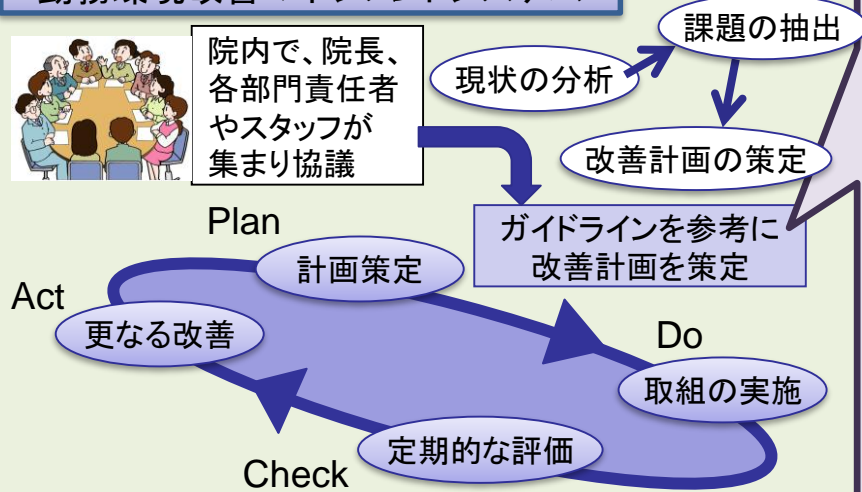 院内で、院長、
各部門責任者
やスタッフが
集まり協議
現状の分析
課題の抽出
改善計画の策定
ガイドラインを参考に
改善計画を策定
Plan
計画策定
Act
更なる改善
Do
取組の実施
Check
定期的な評価